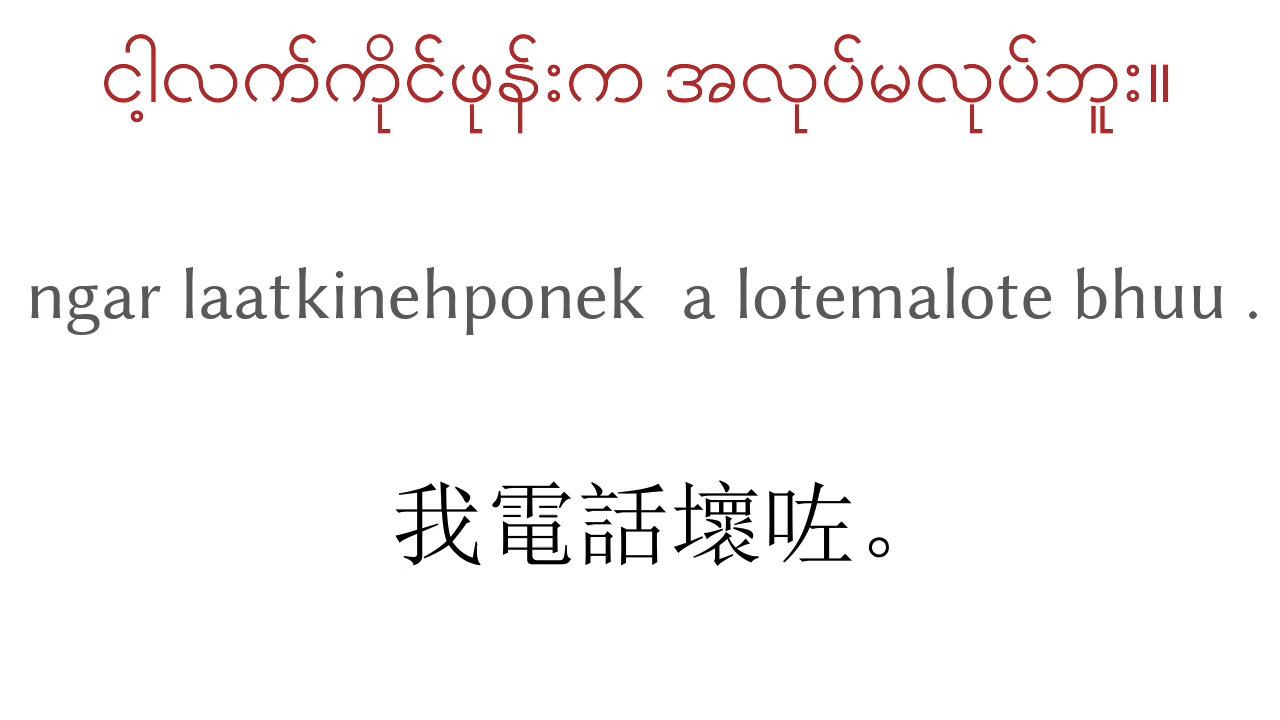 ငါ့လက်ကိုင်ဖုန်းက အလုပ်မလုပ်ဘူး။
ngar laatkinehponek a lotemalote bhuu .
我電話壞咗。